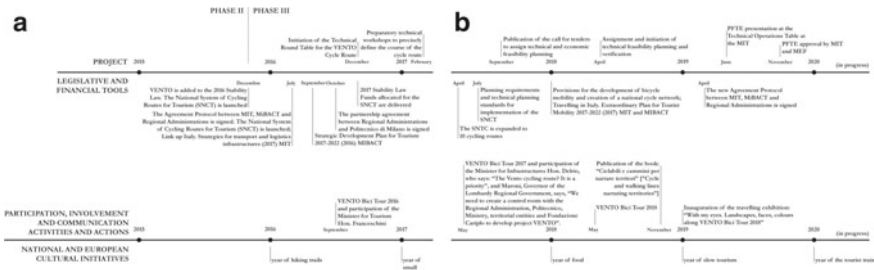 a
PHASE II
PHASE III
Initiation of the Technical
Round Table for the VENTO
Cycle Route
Preparatory technical
workshops to precisely
define the course of the
cycle route
PROJECT
2015
2016
2017
February
LEGISLATIVE AND
FINANCIAL TOOLS
December
July
September
October
December
VENTO is added to the 2016 Stability
Law. The National System of Cycling
Routes for Tourism (SNCT) is launched
2017 Stability Law
Funds allocated for the
SNCT are delivered
The Agreement Protocol between MIT, MiBACT and
Regional Administrations is signed. The National System
of Cycling Routes for Tourism (SNCT) is launched;
Link up Italy. Strategies for transport and logistics
infrastructures (2017) MIT
The partnership agreement
between Regional Administrations
and Politecnico di Milano is signed
Strategic Development Plan for Tourism
2017-2022 (2016) MIBACT
VENTO Bici Tour 2016
and participation of the
Minister for Tourism
Hon. Franceschini
September
PARTICIPATION, INVOLVEMENT
AND COMMUNICATION
ACTIVITIES AND ACTIONS
2015
2016
2017
NATIONAL AND EUROPEAN
CULTURAL INITIATIVES
year of hiking trails
year of
small
b
Publication of the call for tenders
to assign technical and economic
feasibility planning
September
Assignment and initiation of
technical feasibility planning and
verification
April
PFTE presentation at the
Technical Operations Table at
the MIT
June
PFTE approval by MIT
and MEF
November
2018
2019
2020
(in progress)
April
July
Planning requirements
and technical planning
standards for
implementation of the
SNCT
The SNTC is expanded to
10 cycling routes
Provisions for the development of bicycle
mobility and creation of a national cycle network;
Travelling in Italy. Extraordinary Plan for Tourist
Mobility 2017-2022 (2017) MIT and MIBACT
April
The new Agreement Protocol
between MIT, MiBACT and
Regional Administrations is signed
VENTO Bici Tour 2017 and participation of the
Minister for Infrastructures Hon. Delrio,
who says: "The Vento cycling route? It is a
priority", and Maroni, Governor of the
Lombardy Regional Government, says, "We
need to create a control room with the
Regional Administration, Politecnico,
Ministry, territorial entities and Fondazione
Cariplo to develop project VENTO".
May
Publication of the book:
"Ciclabili e cammini per
narrare territori" ["Cycle
and walking lines
narrating territories"]
VENTO Bici Tour 2018
May
November
Inauguration of the travelling exhibition:
"With my eyes. Landscapes, faces, colours
along VENTO Bici Tour 2018"
2018
2019
2020
(in progress)
year of food
year of slow tourism
year of the tourist train